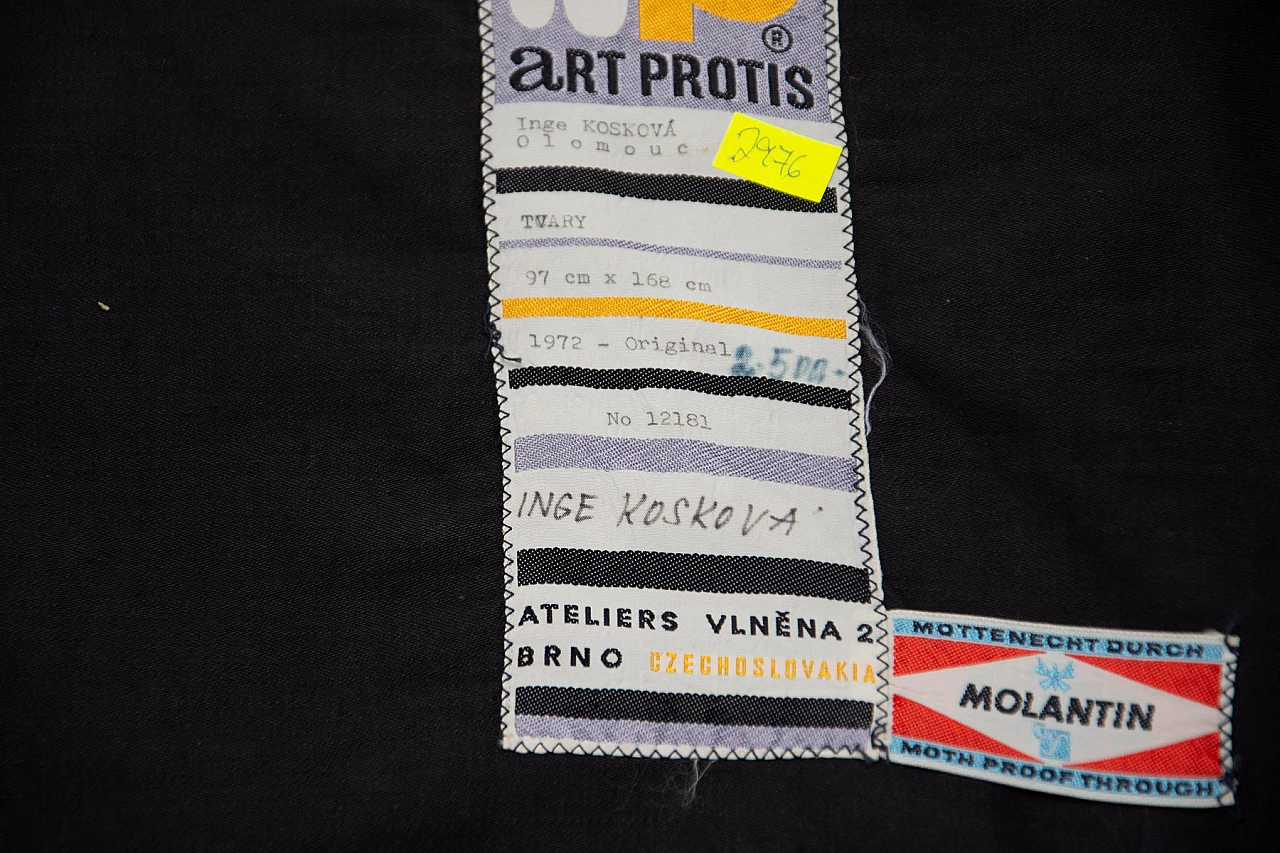 ART PROTIS ®
Inge KOSKOVÁ
Olomouc
2976
TVARY
97 cm x 168 cm
1972 - Original
2.500.-
No 12181
INGE KOSKOVÁ
ATELIERS VLNĚNA 2
BRNO CZECHOSLOVAKIA
MOTTENECHT DURCH
MOLANTIN
MOTH PROOF THROUGH